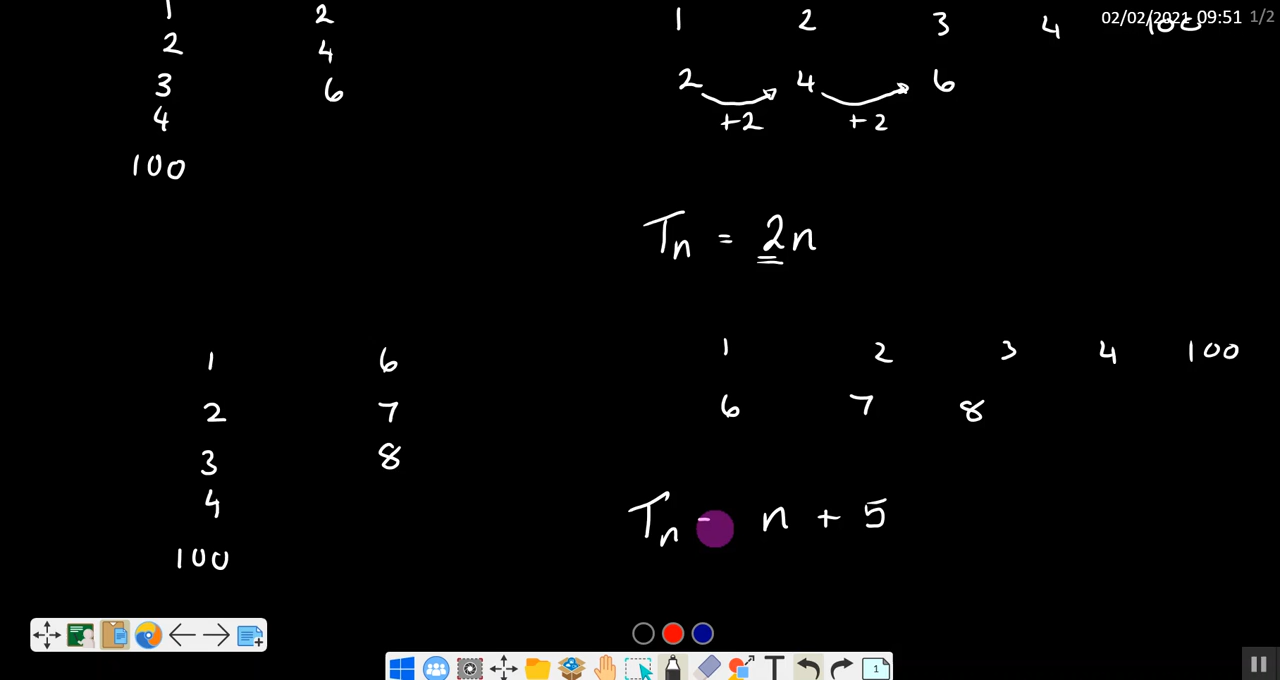 1 2
2 4
3 6
4
100
1 2 3 4 100
02/02/2021 09:51 1/2
2 4 6
+2 +2
Tn = 2n
1 6
2 7
3 8
4
100
1 2 3 4 100
6 7 8
Tn = n + 5
T
1